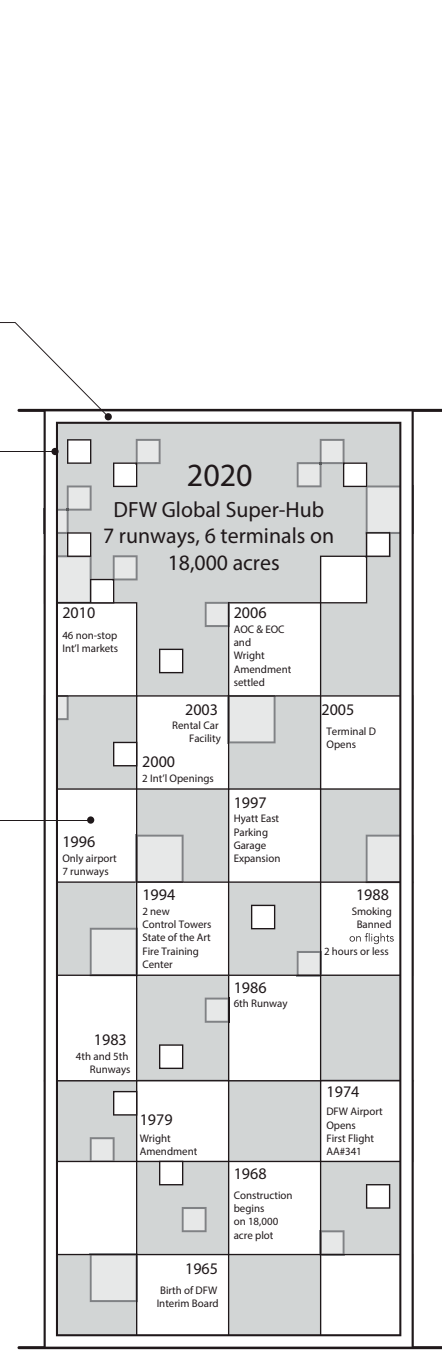 2020
DFW Global Super-Hub
7 runways, 6 terminals on
18,000 acres
2010
46 non-stop
Int'l markets
2006
AOC & EOC
and
Wright
Amendment
settled
2003
Rental Car
Facility
2000
2 Int'l Openings
2005
Terminal D
Opens
1997
Hyatt East
Parking
Garage
Expansion
1996
Only airport
7 runways
1994
2 new
Control Towers
State of the Art
Fire Training
Center
1988
Smoking
Banned
on flights
2 hours or less
1986
6th Runway
1983
4th and 5th
Runways
1979
Wright
Amendment
1974
DFW Airport
Opens
First Flight
AA#341
1968
Construction
begins
on 18,000
acre plot
1965
Birth of DFW
Interim Board